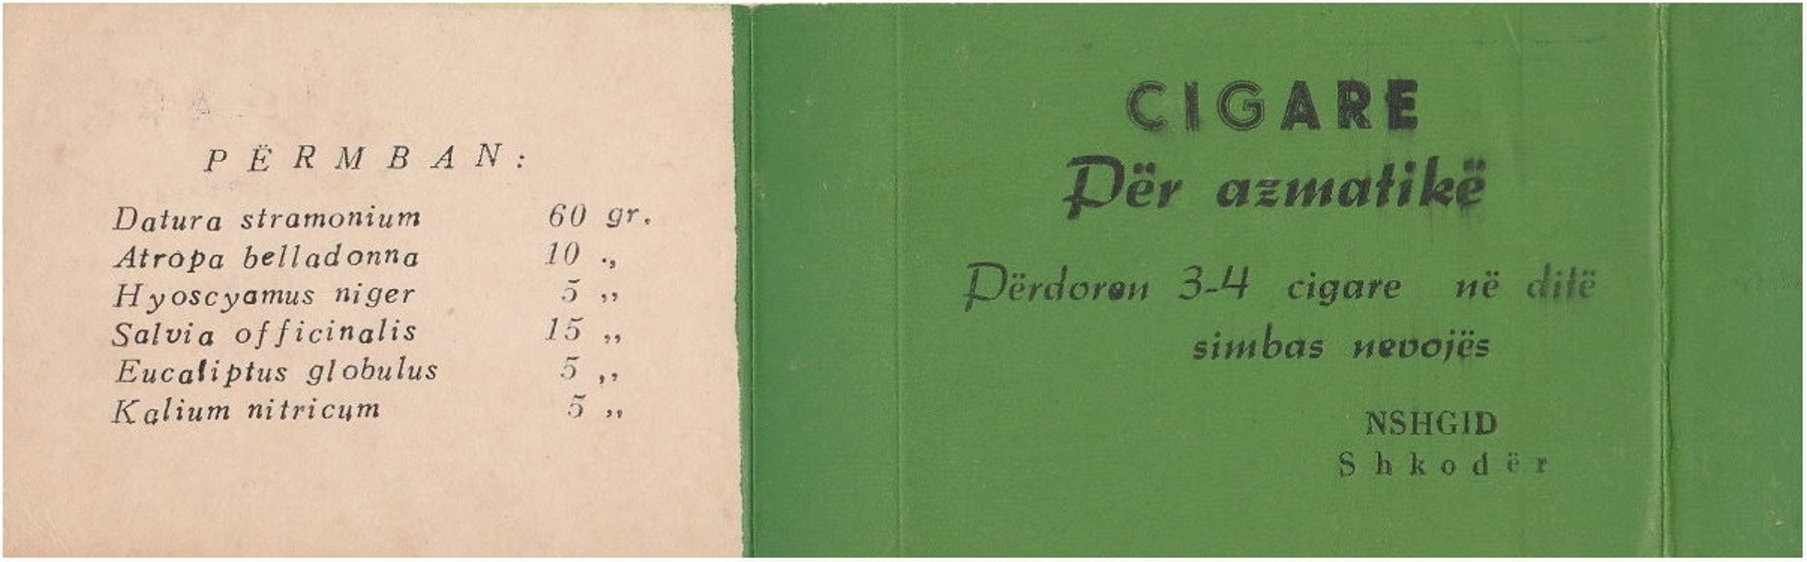 PËRMBAN:
Datura stramonium 60 gr.
Atropa belladonna 10 „
Hyoscyamus niger 5 „
Salvia officinalis 15 „
Eucaliptus globulus 5 „
Kalium nitricum 5 „
CIGARE
Për azmatikë
Përdoren 3-4 cigare në ditë
simbas nevojës
NSHGID
Shkodër